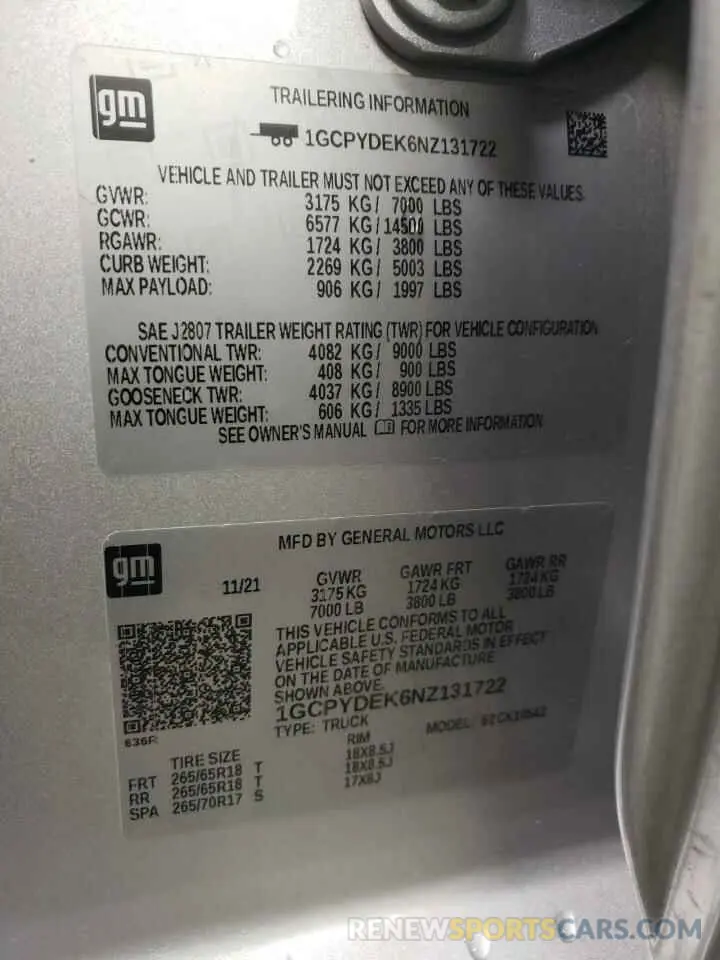 gm
TRAILERING INFORMATION
1GCPYDEK6NZ131722
VEHICLE AND TRAILER MUST NOT EXCEED ANY OF THESE VALUES.
GVWR: 3175 KG/ 7000 LBS
GCWR: 6577 KG/14500 LBS
RGAWR: 1724 KG/ 3800 LBS
CURB WEIGHT: 2269 KG/ 5003 LBS
MAX PAYLOAD: 906 KG/ 1997 LBS
SAE J2807 TRAILER WEIGHT RATING (TWR) FOR VEHICLE CONFIGURATION
CONVENTIONAL TWR: 4082 KG/ 9000 LBS
MAX TONGUE WEIGHT: 408 KG/ 900 LBS
GOOSENECK TWR: 4037 KG/ 8900 LBS
MAX TONGUE WEIGHT: 606 KG/ 1335 LBS
SEE OWNER'S MANUAL FOR MORE INFORMATION
gm
MFD BY GENERAL MOTORS LLC
11/21
GVWR GAWR FRT GAWR RR
3175 KG 1724 KG 1724 KG
7000 LB 3800 LB 3800 LB
THIS VEHICLE CONFORMS TO ALL
APPLICABLE U.S. FEDERAL MOTOR
VEHICLE SAFETY STANDARDS IN EFFECT
ON THE DATE OF MANUFACTURE
SHOWN ABOVE.
1GCPYDEK6NZ131722
TYPE: TRUCK MODEL:
636R
TIRE SIZE RIM
FRT 265/65R18 T 18X8.5J
RR 265/65R18 T 18X8.5J
SPA 265/70R17 S 17X8J
RENEWSPORTSCARS.COM